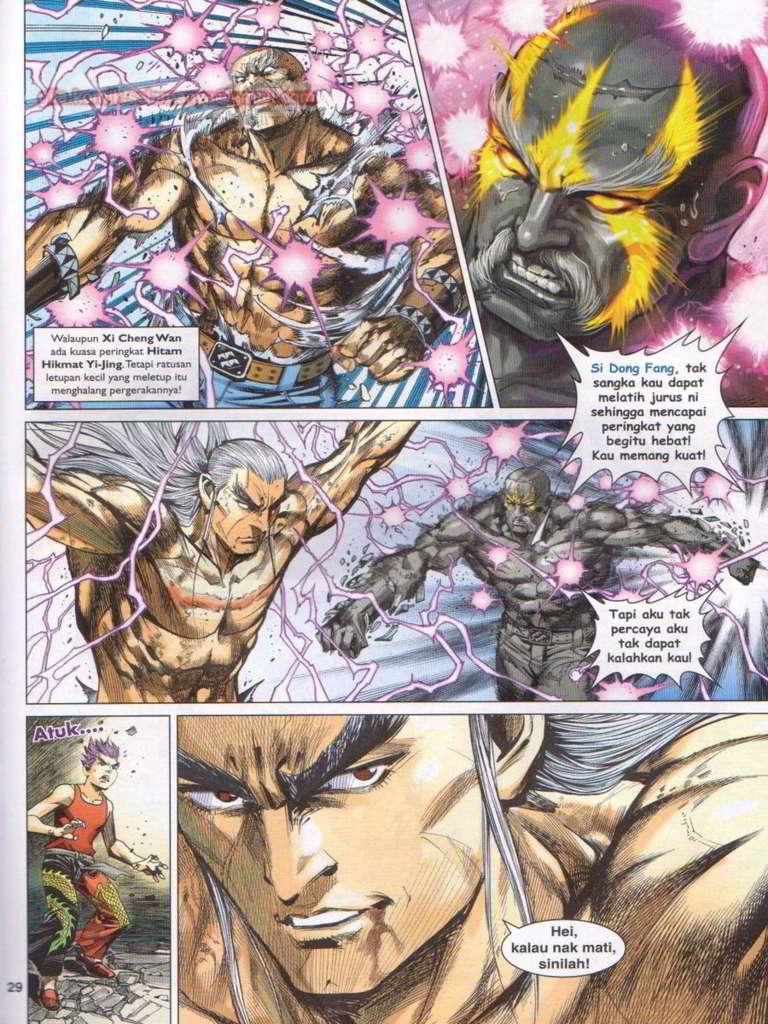 Walaupun Xi Cheng Wan
ada kuasa peringkat Hitam
Hikmat Yi-Jing. Tetapi ratusan
letupan kecil yang meletup itu
menghalang pergerakannya!
Si Dong Fang, tak
sangka kau dapat
melatih jurus ni
sehingga mencapai
peringkat yang
begitu hebat!
Kau memang kuat!
Tapi aku tak
percaya aku
tak dapat
kalahkan kau!
Atuk....
Hei,
kalau nak mati,
sinilah!
29